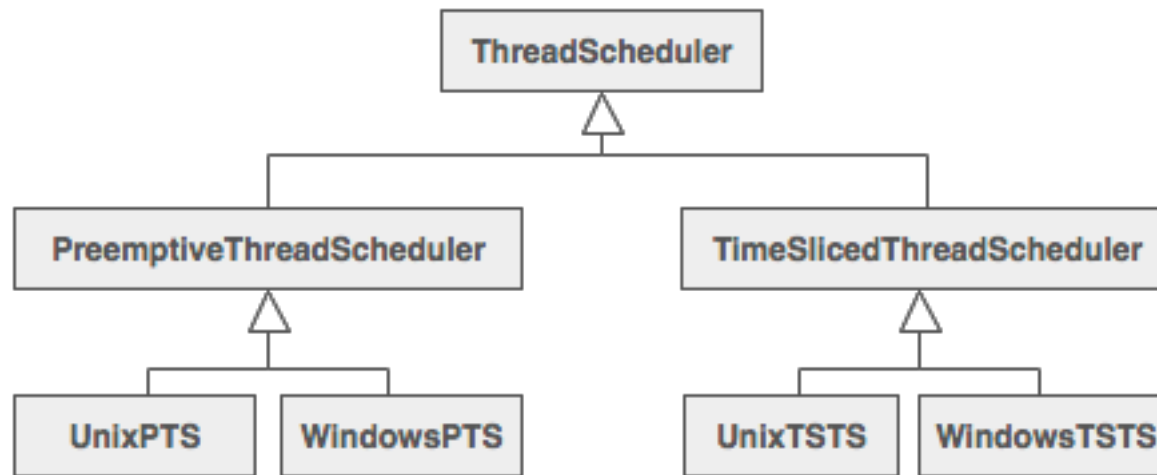 ThreadScheduler
PreemptiveThreadScheduler
TimeSlicedThreadScheduler
UnixPTS
WindowsPTS
UnixTSTS
WindowsTSTS